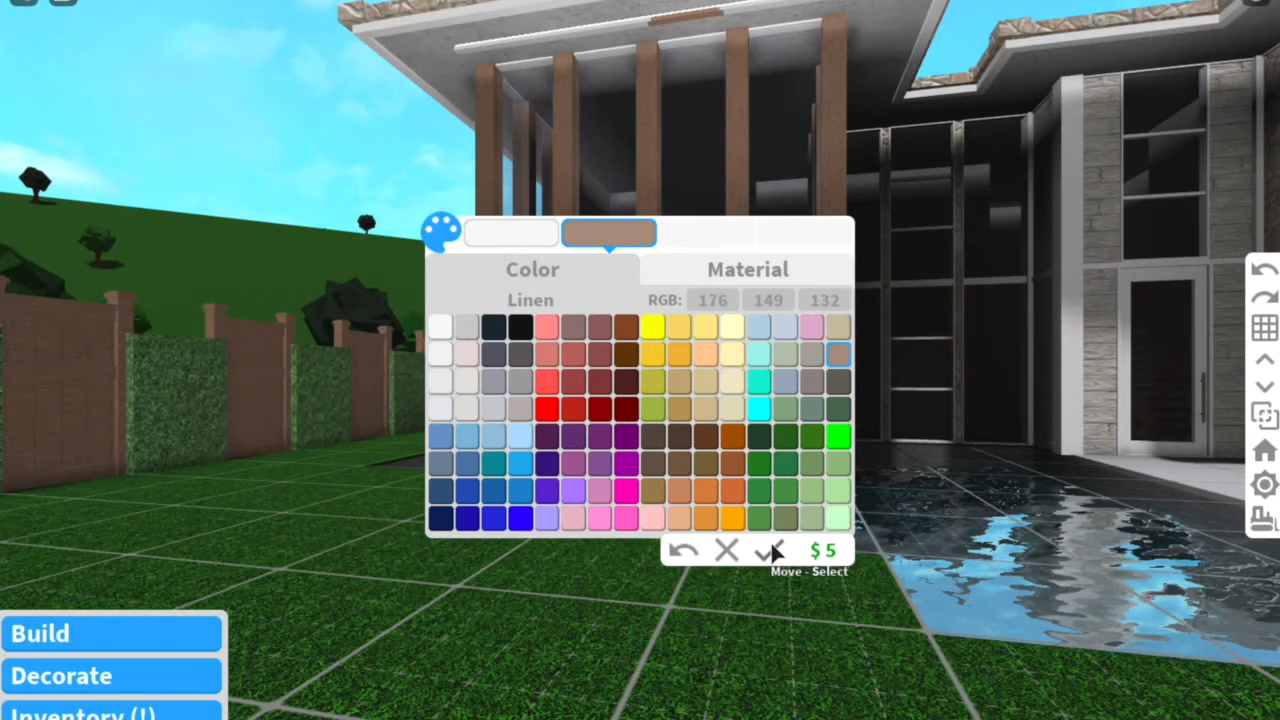 Color
Material
Linen
RGB: 176 149 132
$ 5
Move - Select
Build
Decorate
Inventory (!)